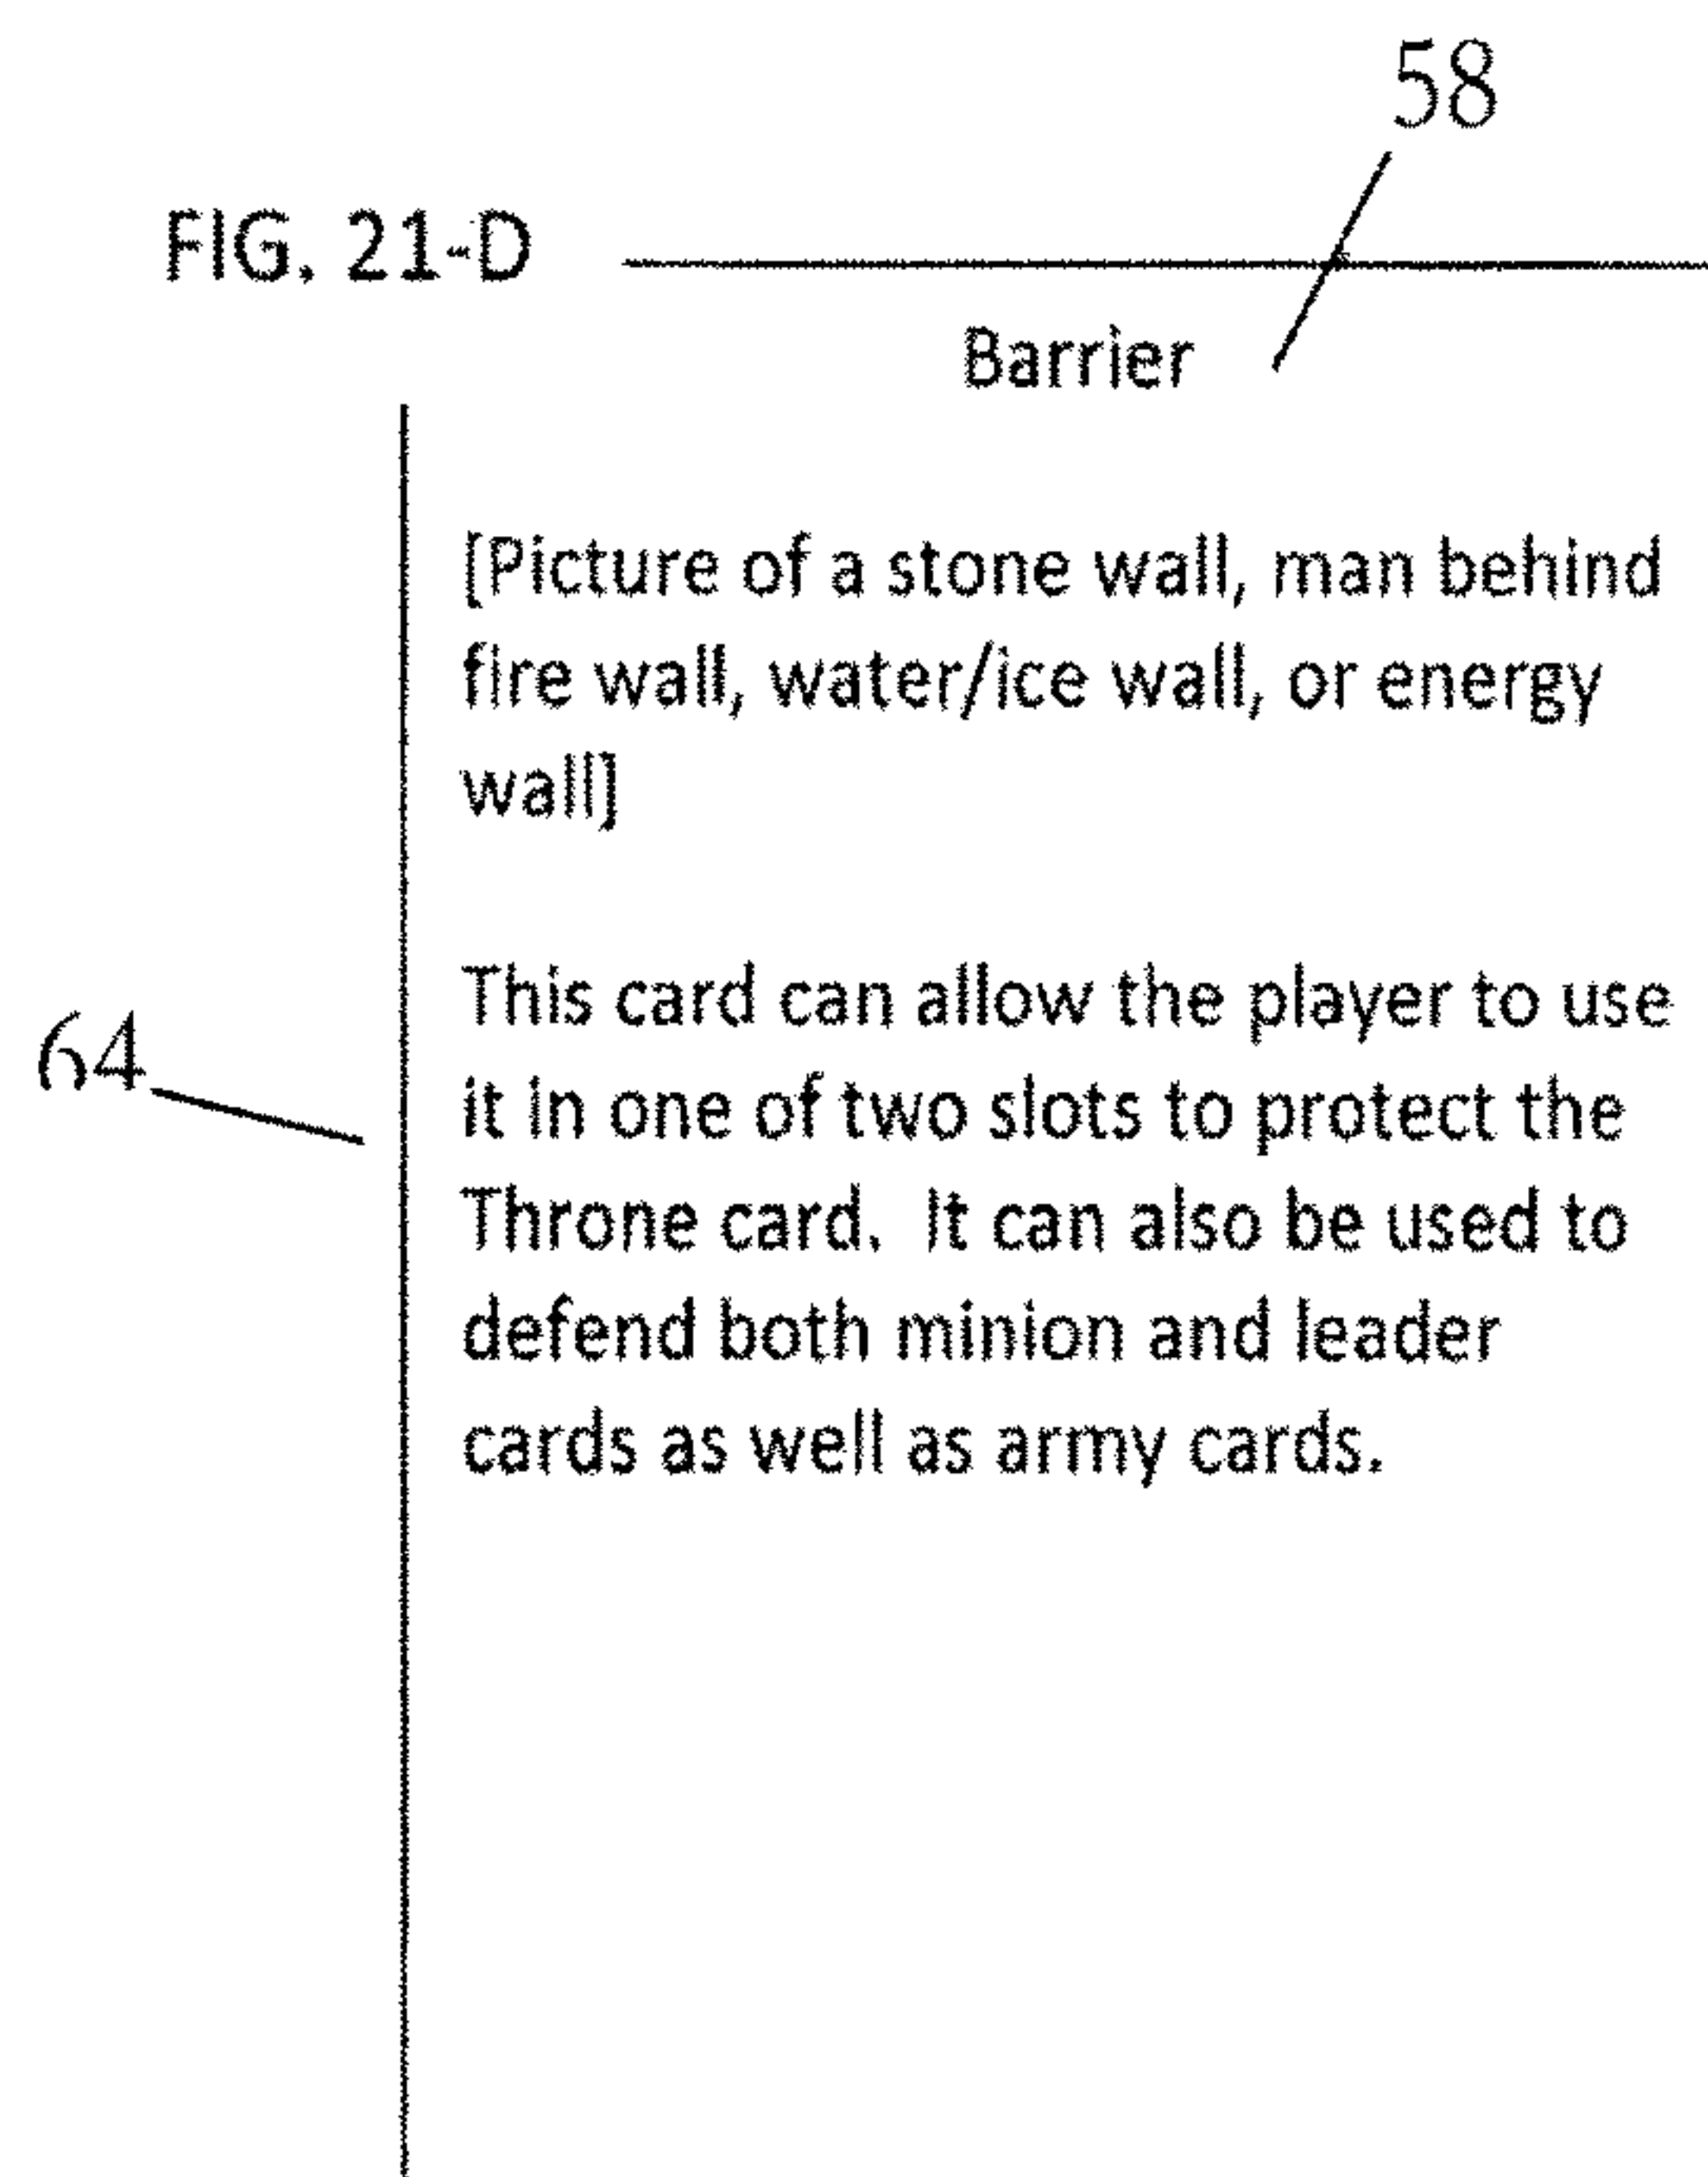 58
FIG. 21-D
Barrier
[Picture of a stone wall, man behind
fire wall, water/ice wall, or energy
wall]
This card can allow the player to use
it in one of two slots to protect the
Throne card.  It can also be used to
defend both minion and leader
cards as well as army cards.
64